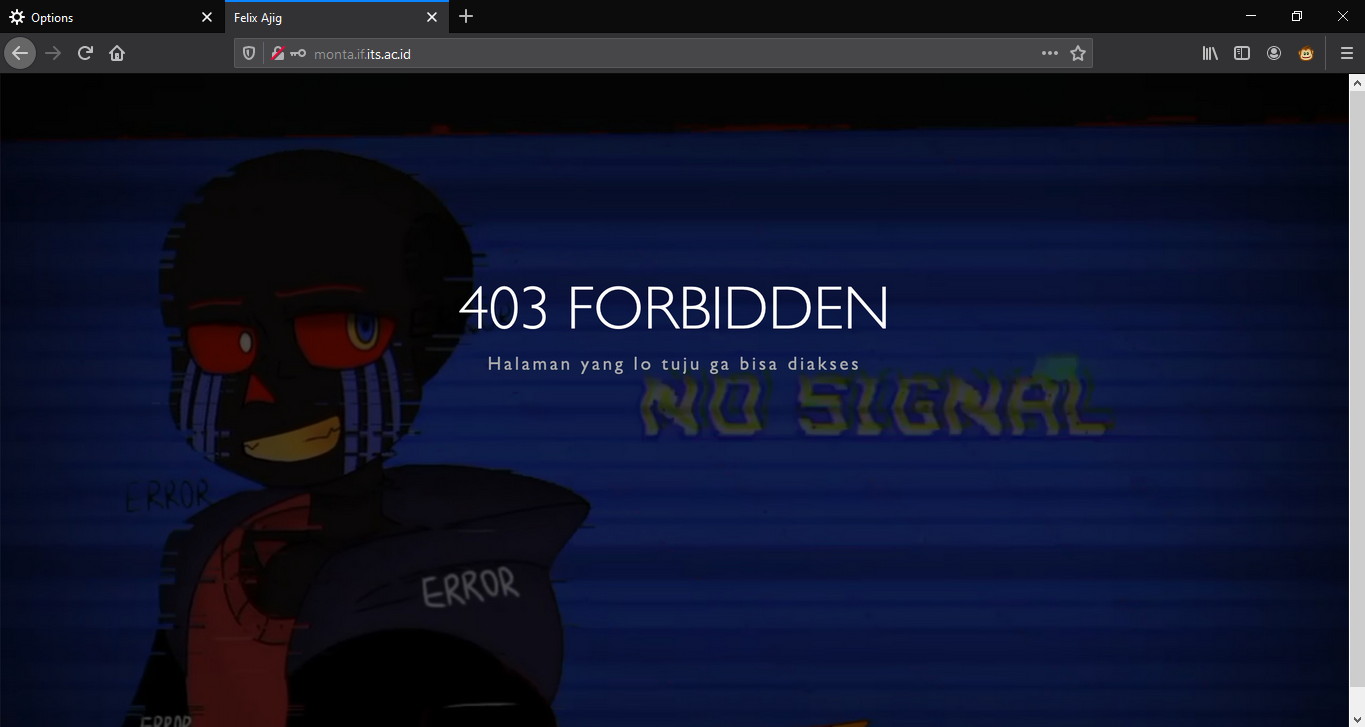 Options
Felix Ajig
monta.if.its.ac.id
403 FORBIDDEN
Halaman yang lo tuju ga bisa diakses
NO SIGNAL
ERROR
ERROR
ERROR